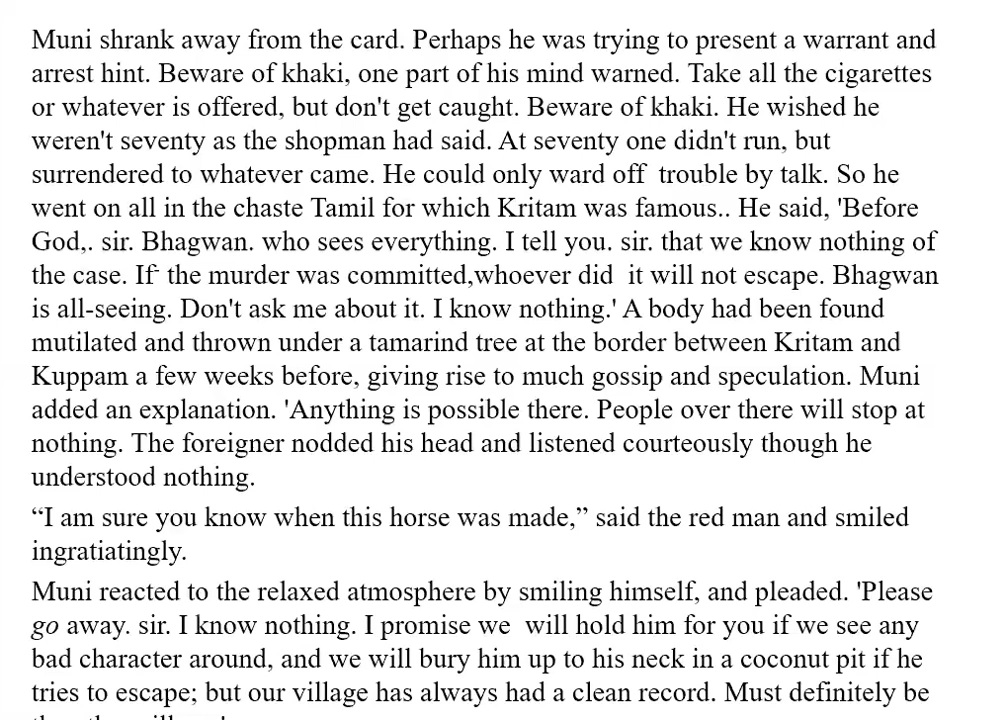 Muni shrank away from the card. Perhaps he was trying to present a warrant and
arrest hint. Beware of khaki, one part of his mind warned. Take all the cigarettes
or whatever is offered, but don't get caught. Beware of khaki. He wished he
weren't seventy as the shopman had said. At seventy one didn't run, but
surrendered to whatever came. He could only ward off trouble by talk. So he
went on all in the chaste Tamil for which Kritam was famous.. He said, 'Before
God,. sir. Bhagwan. who sees everything. I tell you. sir. that we know nothing of
the case. If the murder was committed,whoever did it will not escape. Bhagwan
is all-seeing. Don't ask me about it. I know nothing.' A body had been found
mutilated and thrown under a tamarind tree at the border between Kritam and
Kuppam a few weeks before, giving rise to much gossip and speculation. Muni
added an explanation. 'Anything is possible there. People over there will stop at
nothing. The foreigner nodded his head and listened courteously though he
understood nothing.
“I am sure you know when this horse was made,” said the red man and smiled
ingratiatingly.
Muni reacted to the relaxed atmosphere by smiling himself, and pleaded. 'Please
go away. sir. I know nothing. I promise we will hold him for you if we see any
bad character around, and we will bury him up to his neck in a coconut pit if he
tries to escape; but our village has always had a clean record. Must definitely be